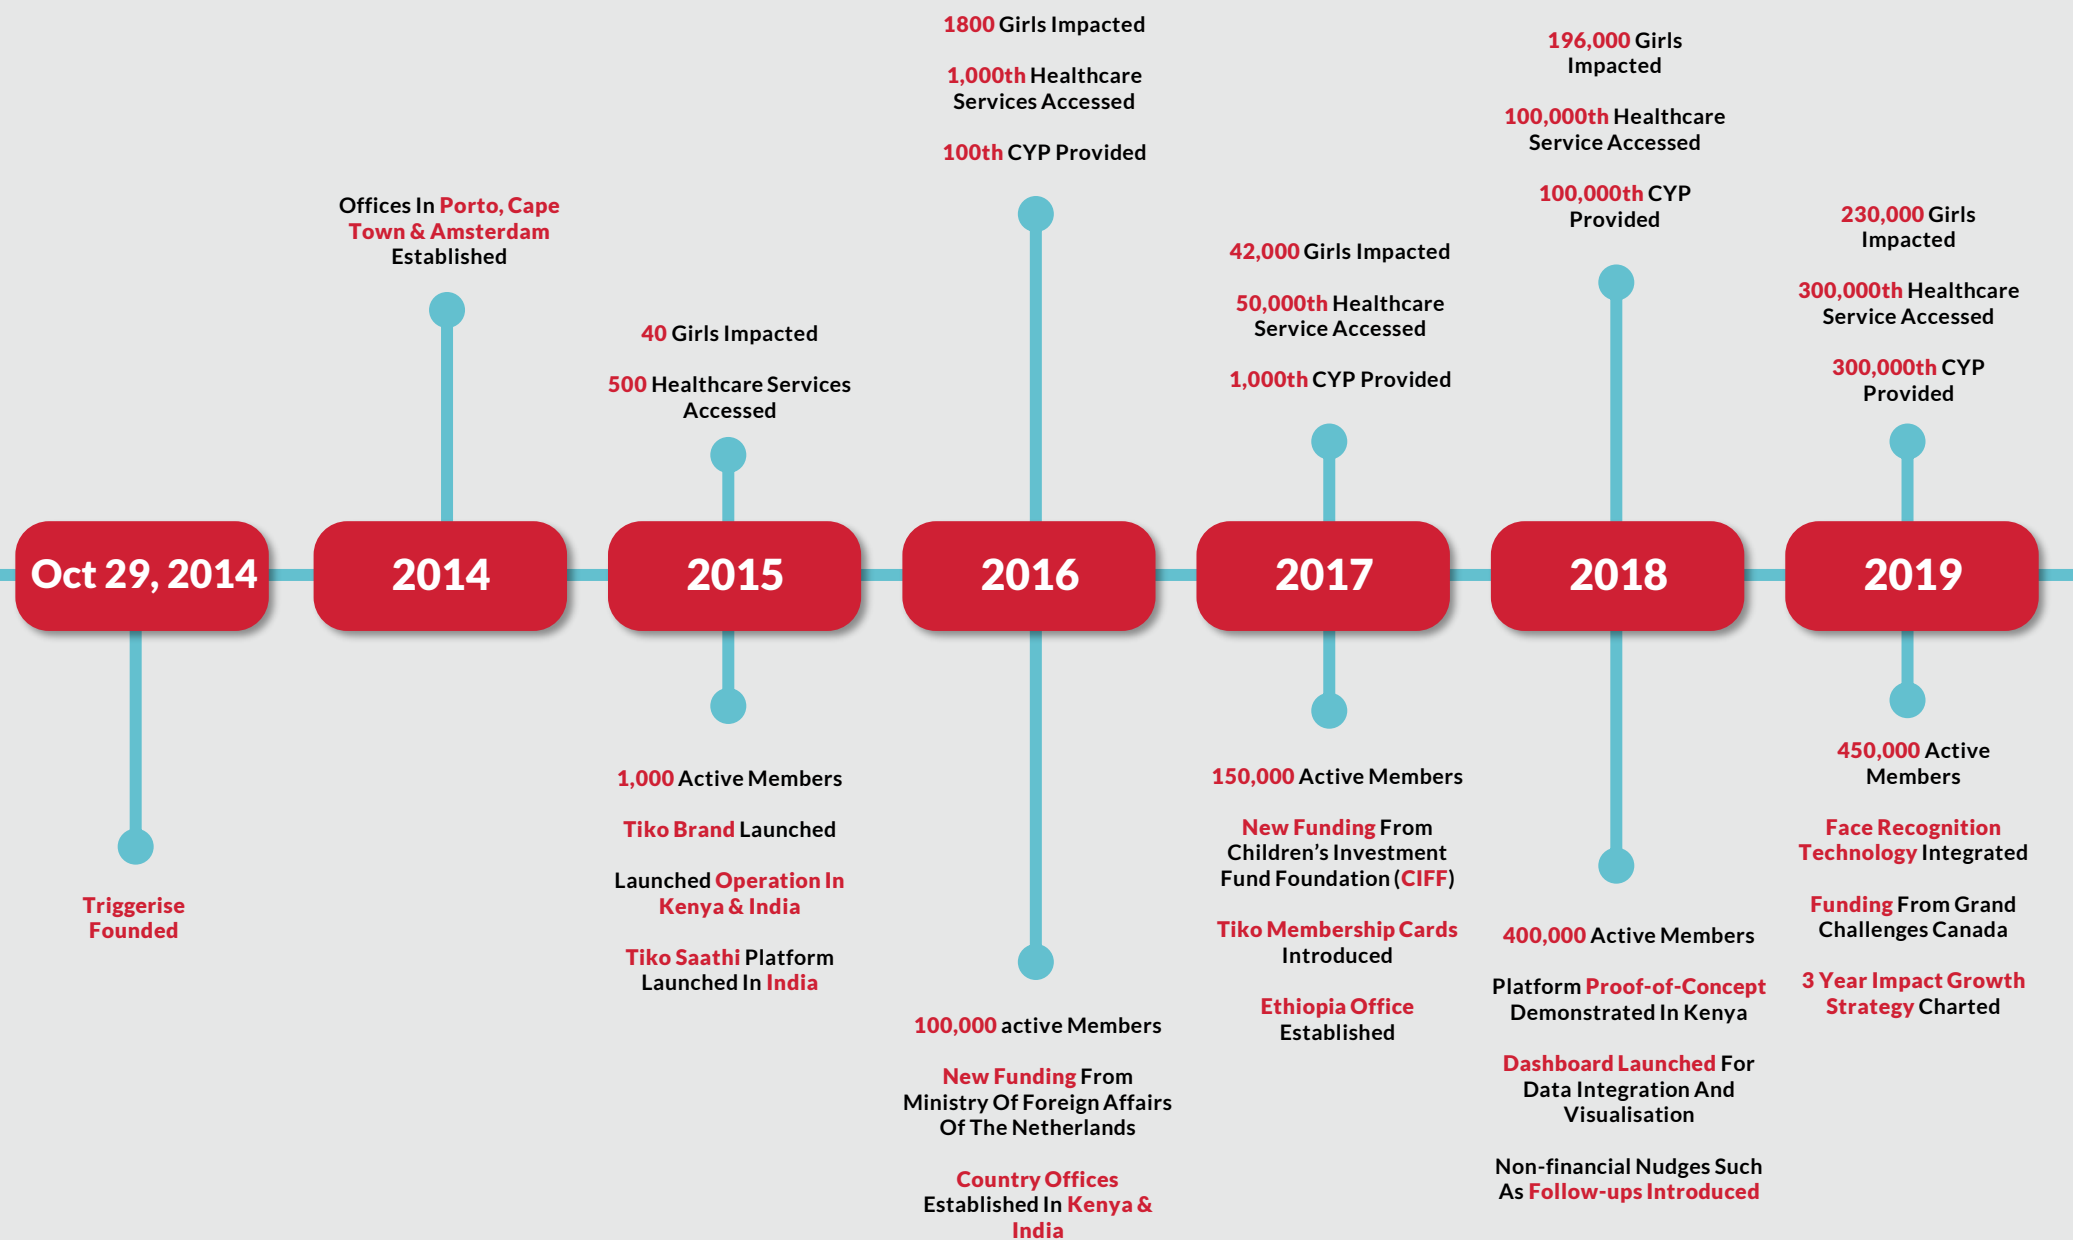 Oct 29, 2014
Triggerise
Founded
Offices In Porto, Cape
Town & Amsterdam
Established
2014
40 Girls Impacted
500 Healthcare Services
Accessed
2015
1,000 Active Members
Tiko Brand Launched
Launched Operation In
Kenya & India
Tiko Saathi Platform
Launched In India
1800 Girls Impacted
1,000th Healthcare
Services Accessed
100th CYP Provided
2016
100,000 active Members
New Funding From
Ministry Of Foreign Affairs
Of The Netherlands
Country Offices
Established In Kenya &
India
42,000 Girls Impacted
50,000th Healthcare
Service Accessed
1,000th CYP Provided
2017
150,000 Active Members
New Funding From
Children’s Investment
Fund Foundation (CIFF)
Tiko Membership Cards
Introduced
Ethiopia Office
Established
196,000 Girls
Impacted
100,000th Healthcare
Service Accessed
100,000th CYP
Provided
2018
400,000 Active Members
Platform Proof-of-Concept
Demonstrated In Kenya
Dashboard Launched For
Data Integration And
Visualisation
Non-financial Nudges Such
As Follow-ups Introduced
230,000 Girls
Impacted
300,000th Healthcare
Service Accessed
300,000th CYP
Provided
2019
450,000 Active
Members
Face Recognition
Technology Integrated
Funding From Grand
Challenges Canada
3 Year Impact Growth
Strategy Charted